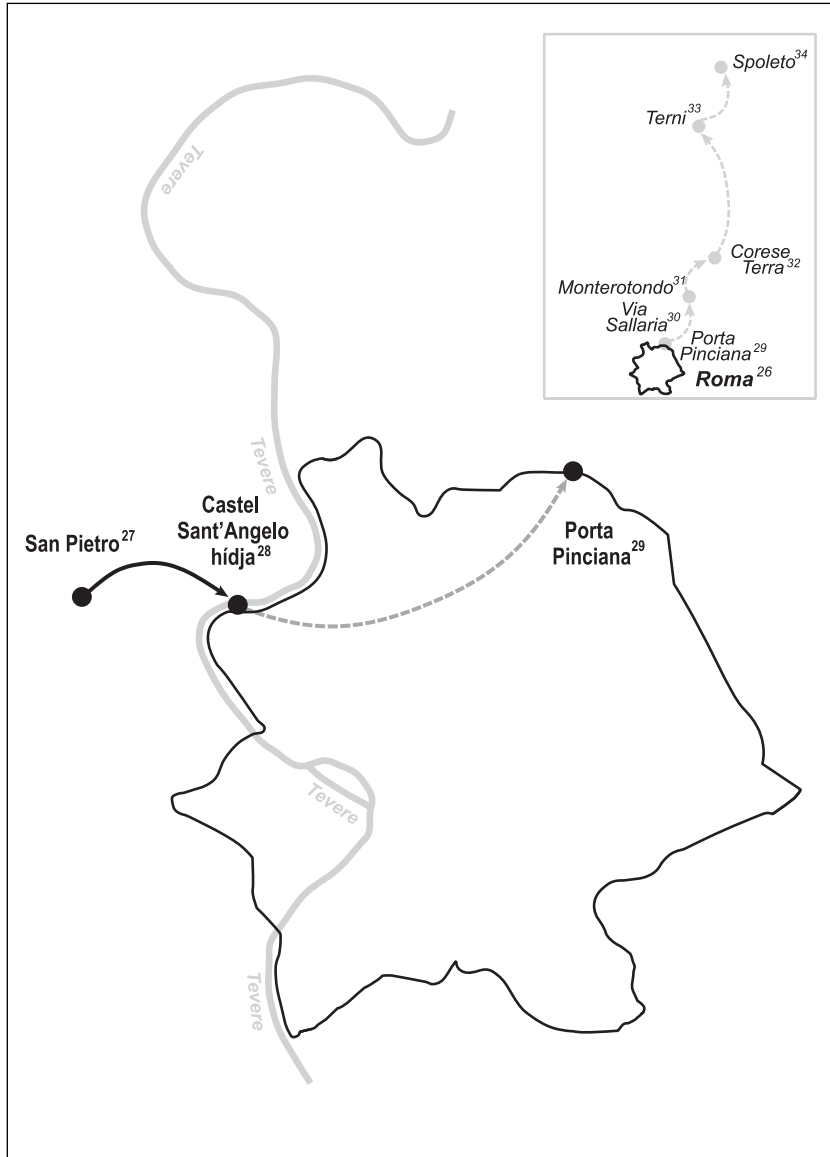 Spoleto34
Terni33
Corese
Terra32
Monterotondo31
Via
Sallaria30
Porta
Pinciana29
Roma26
Tevere
Tevere
Castel
Sant'Angelo
hídja28
San Pietro27
Porta
Pinciana29
Tevere
Tevere